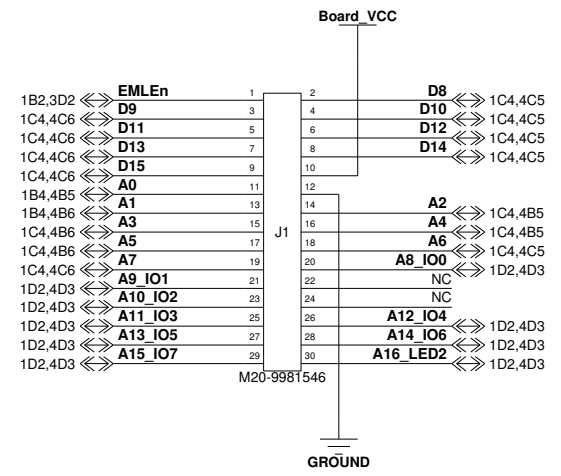 Board_VCC
EMLEn 1 2 D8
1B2,3D2 1C4,4C5
D9 3 4 D10
1C4,4C6 1C4,4C5
D11 5 6 D12
1C4,4C6 1C4,4C5
D13 7 8 D14
1C4,4C6 1C4,4C5
D15 9 10
1C4,4C6
A0 11 12
1B4,4B5
A1 13 14 A2
1B4,4B6 1C4,4B5
A3 15 16 A4
1C4,4B6 1C4,4B5
J1
A5 17 18 A6
1C4,4B6 1C4,4C5
A7 19 20 A8_IO0
1C4,4C6 1D2,4D3
A9_IO1 21 22 NC
1D2,4D3
A10_IO2 23 24 NC
1D2,4D3
A11_IO3 25 26 A12_IO4
1D2,4D3 1D2,4D3
A13_IO5 27 28 A14_IO6
1D2,4D3 1D2,4D3
A15_IO7 29 30 A16_LED2
1D2,4D3 1D2,4D3
M20-9981546
GROUND